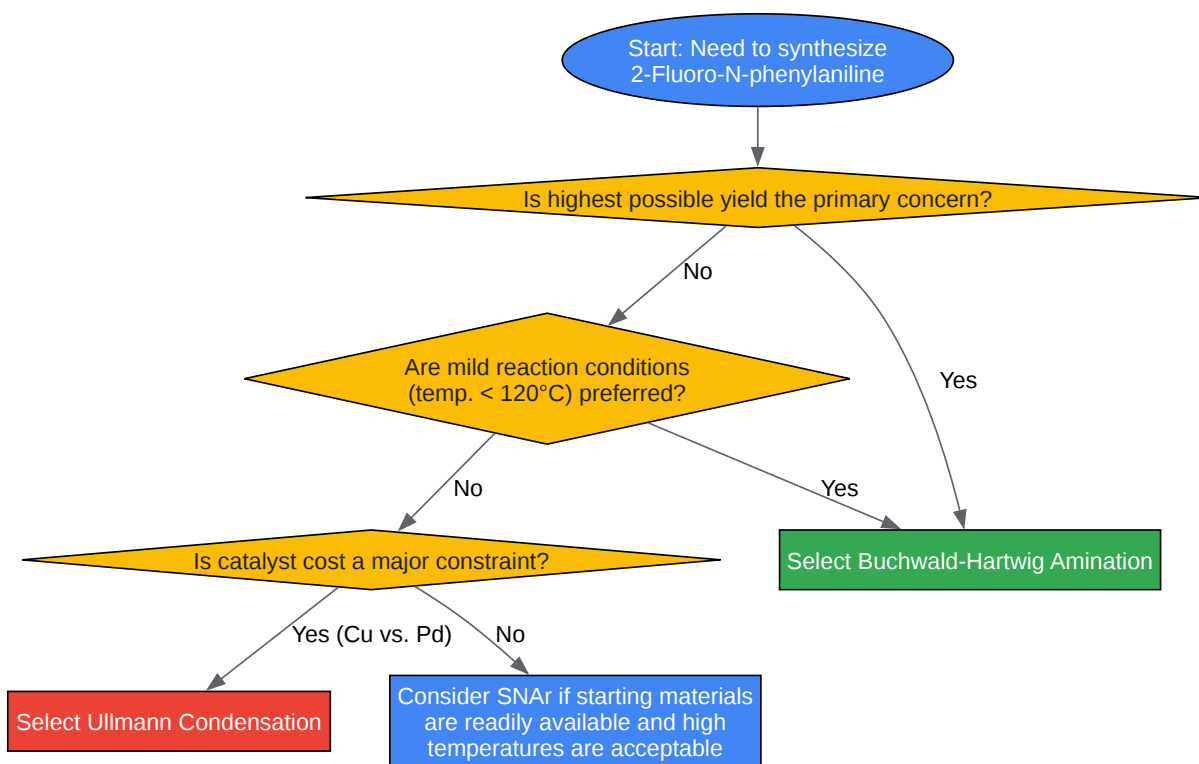 Start: Need to synthesize
2-Fluoro-N-phenylaniline
Is highest possible yield the primary concern?
No
Yes
Are mild reaction conditions
(temp. < 120°C) preferred?
No
Yes
Is catalyst cost a major constraint?
Select Buchwald-Hartwig Amination
Yes (Cu vs. Pd)
No
Select Ullmann Condensation
Consider SNAr if starting materials
are readily available and high
temperatures are acceptable